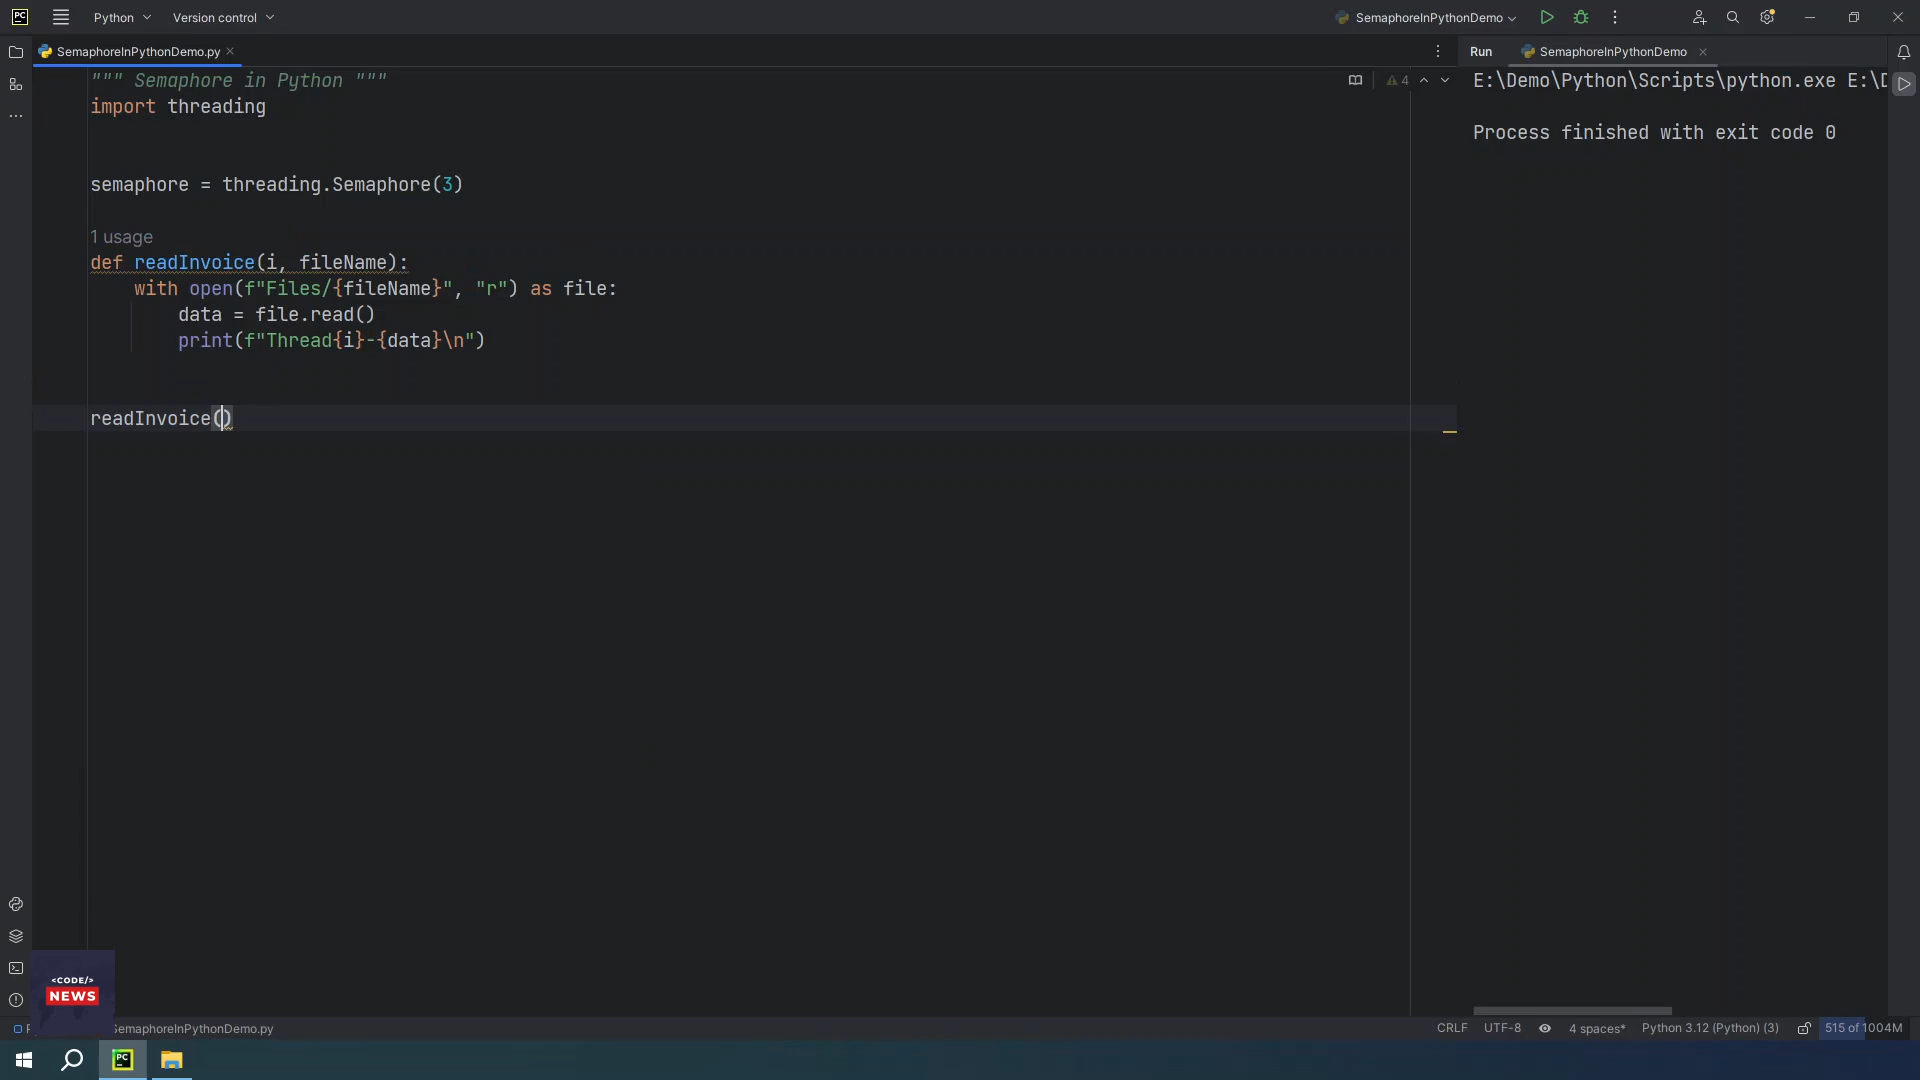 PC
Python
Version control
SemaphoreInPythonDemo
SemaphoreInPythonDemo.py
Run
SemaphoreInPythonDemo
""" Semaphore in Python """
4
import threading
semaphore = threading.Semaphore(3)
1 usage
def readInvoice(i, fileName):
    with open(f"Files/{fileName}", "r") as file:
        data = file.read()
        print(f"Thread{i}-{data}\n")
readInvoice()
E:\Demo\Python\Scripts\python.exe E:\D
Process finished with exit code 0
<CODE/>
NEWS
SemaphoreInPythonDemo.py
CRLF
UTF-8
4 spaces*
Python 3.12 (Python) (3)
515 of 1004M
PC